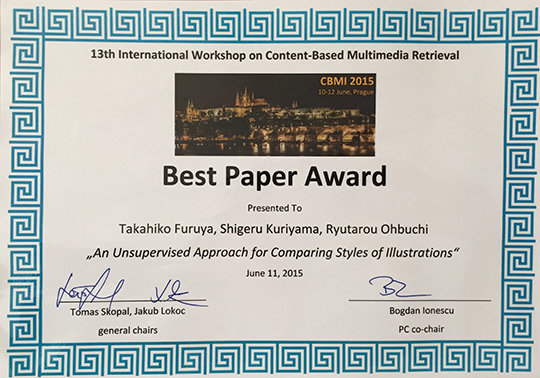 13th International Workshop on Content-Based Multimedia Retrieval
CBMI 2015
10-12 June, Prague
Best Paper Award
Presented To
Takahiko Furuya, Shigeru Kuriyama, Ryutarou Ohbuchi
„An Unsupervised Approach for Comparing Styles of Illustrations“
June 11, 2015
Tomas Skopal, Jakub Lokoc
Bogdan Ionescu
general chairs
PC co-chair